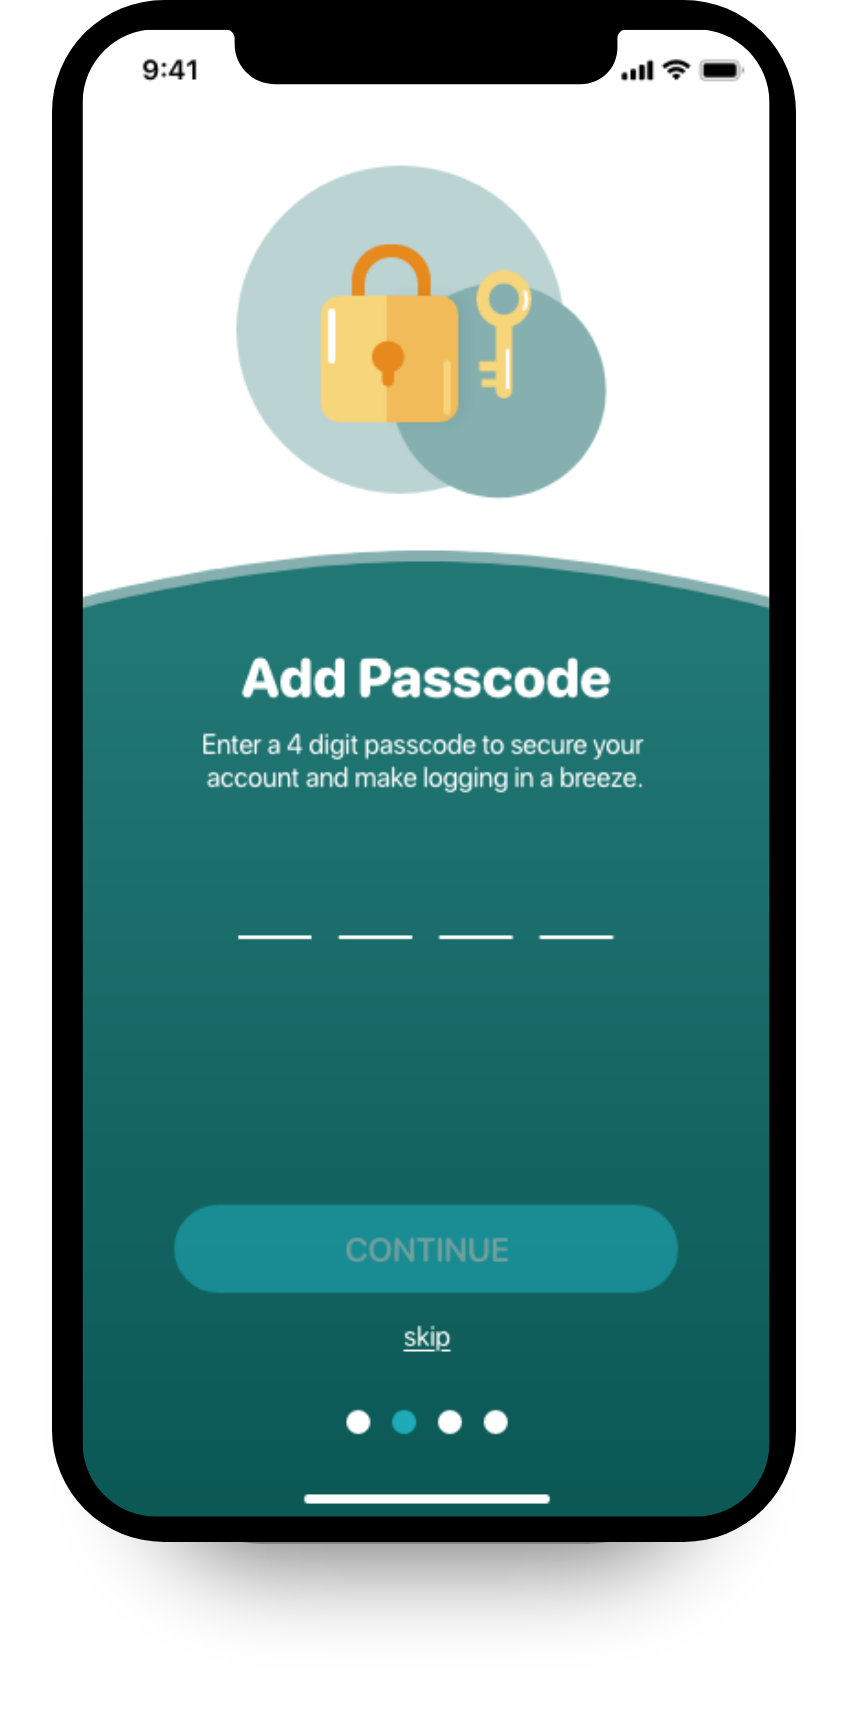 9:41
Add Passcode
Enter a 4 digit passcode to secure your
account and make logging in a breeze.
CONTINUE
skip